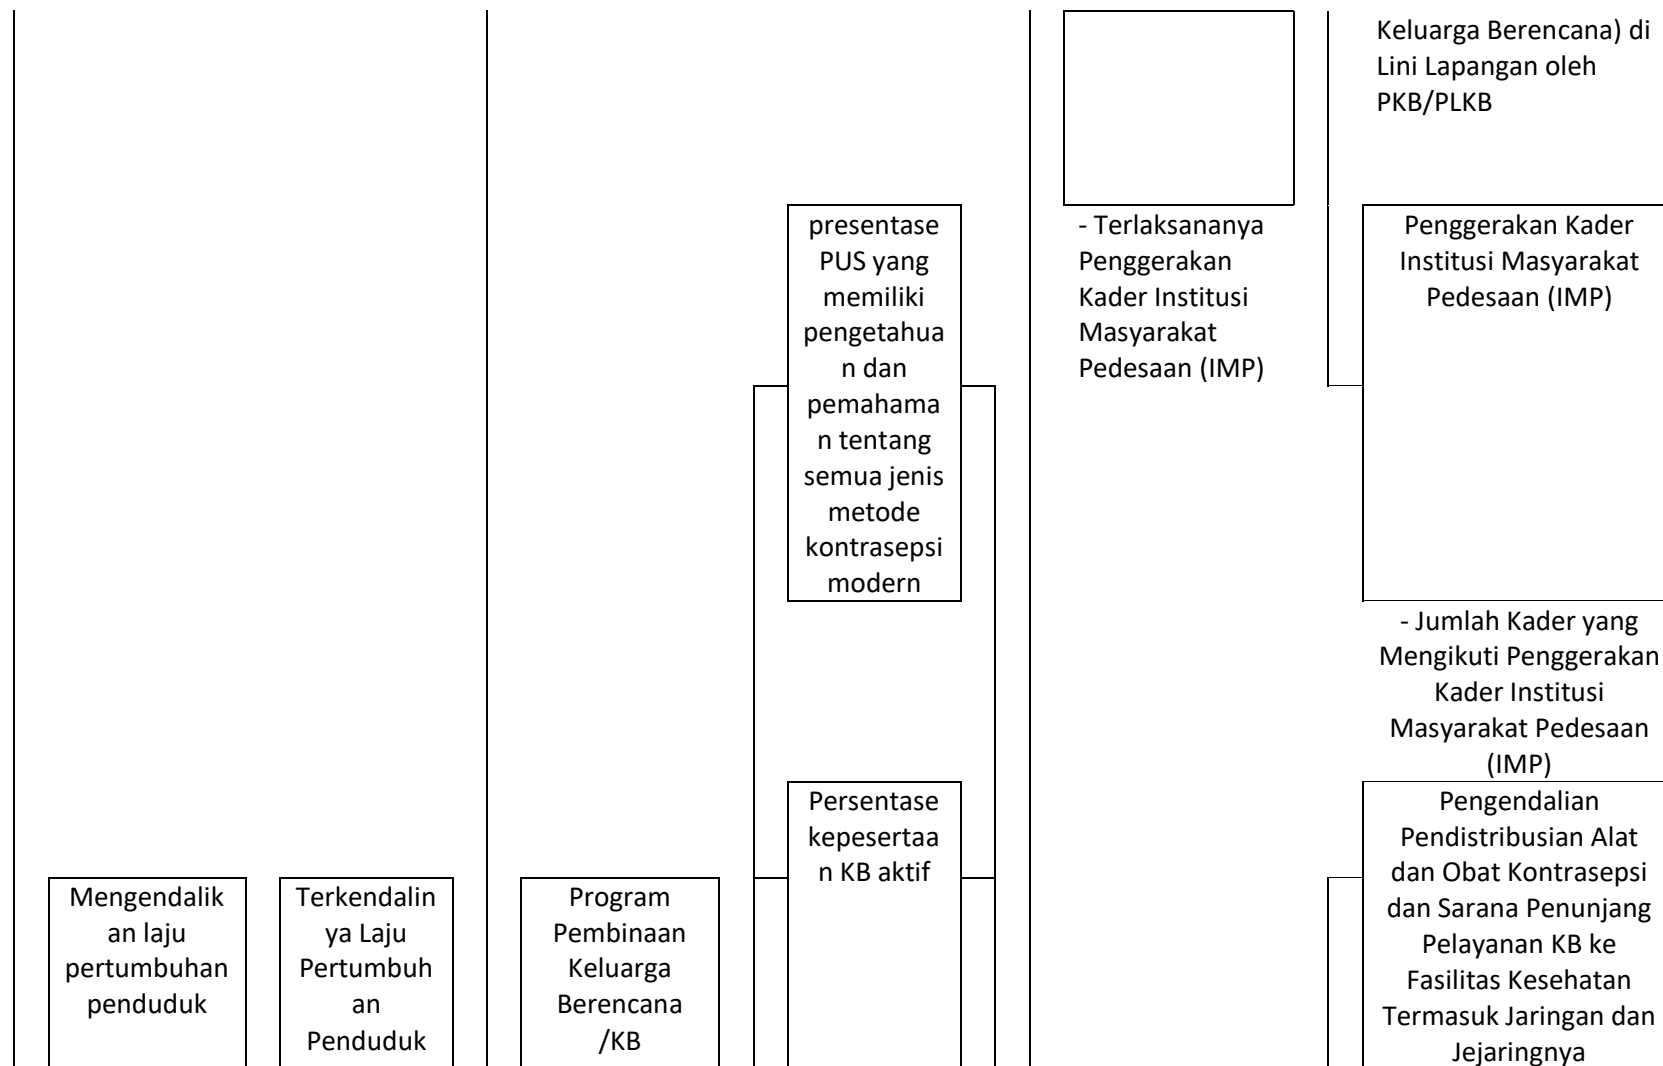 Keluarga Berencana) di
Lini Lapangan oleh
PKB/PLKB
presentase
PUS yang
memiliki
pengetahua
n dan
pemahama
n tentang
semua jenis
metode
kontrasepsi
modern
- Terlaksananya
Penggerakan
Kader Institusi
Masyarakat
Pedesaan (IMP)
Penggerakan Kader
Institusi Masyarakat
Pedesaan (IMP)
- Jumlah Kader yang
Mengikuti Penggerakan
Kader Institusi
Masyarakat Pedesaan
(IMP)
Mengendalik
an laju
pertumbuhan
penduduk
Terkendalin
ya Laju
Pertumbuh
an
Penduduk
Program
Pembinaan
Keluarga
Berencana
/KB
Persentase
kepesertaa
n KB aktif
Pengendalian
Pendistribusian Alat
dan Obat Kontrasepsi
dan Sarana Penunjang
Pelayanan KB ke
Fasilitas Kesehatan
Termasuk Jaringan dan
Jejaringnya